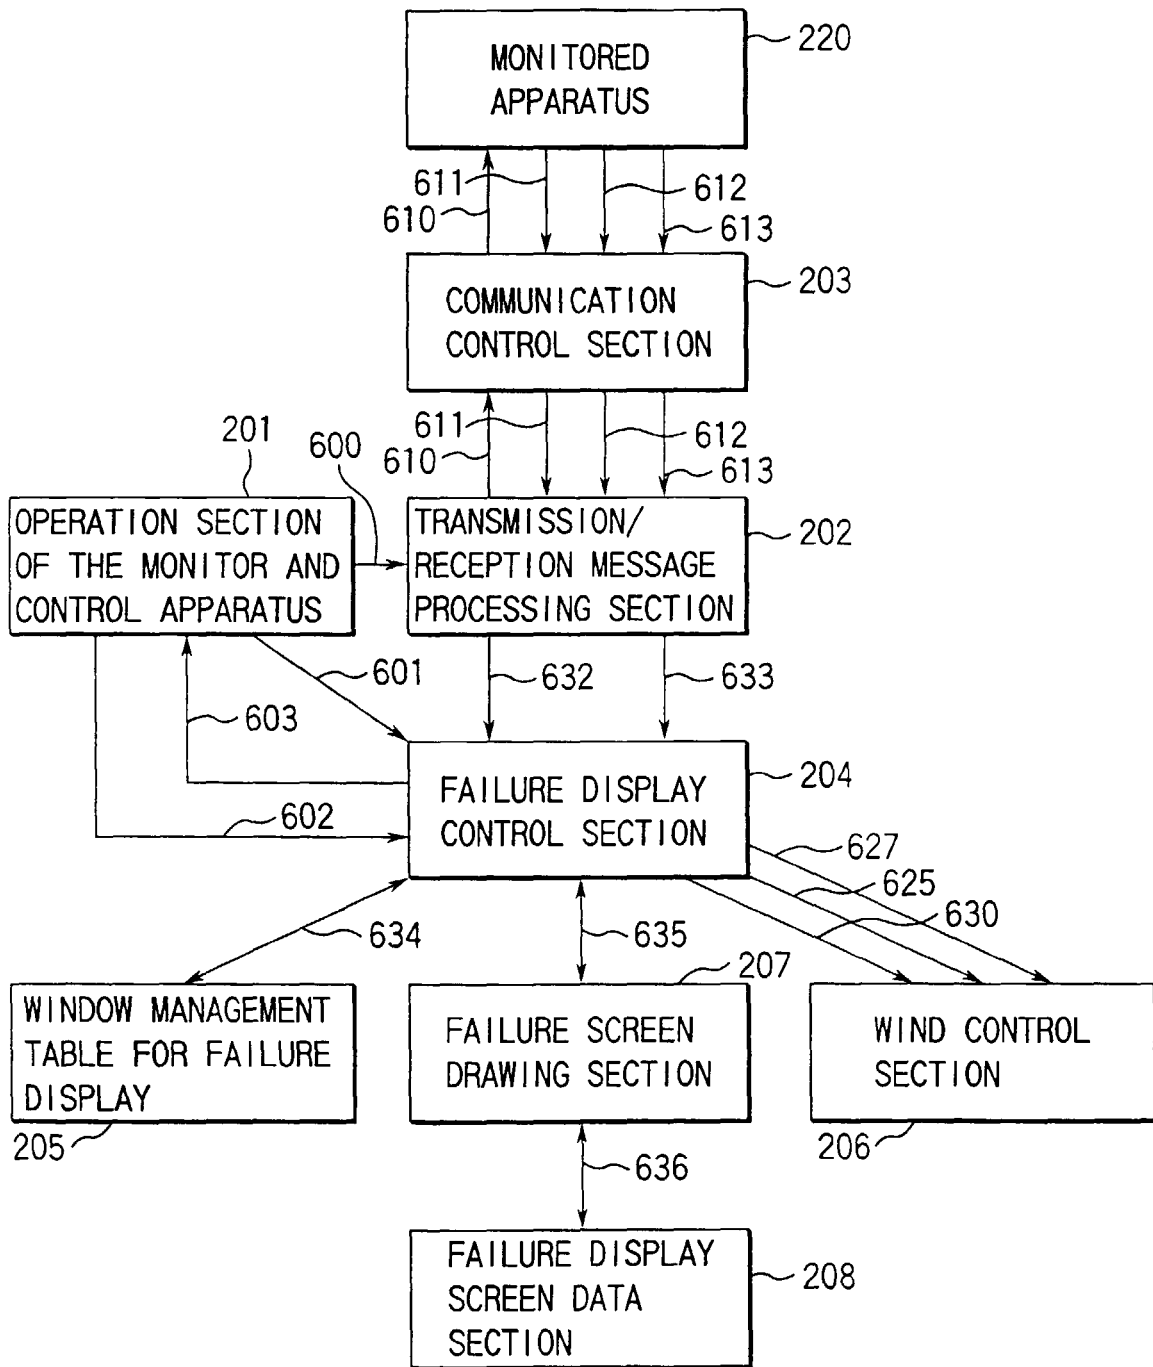 MONITORED
APPARATUS
220
611
612
610
613
COMMUNICATION
CONTROL SECTION
203
611
612
610
613
201
600
OPERATION SECTION
OF THE MONITOR AND
CONTROL APPARATUS
TRANSMISSION/
RECEPTION MESSAGE
PROCESSING SECTION
202
601
632
633
603
602
FAILURE DISPLAY
CONTROL SECTION
204
627
625
630
634
635
207
WINDOW MANAGEMENT
TABLE FOR FAILURE
DISPLAY
205
FAILURE SCREEN
DRAWING SECTION
WIND CONTROL
SECTION
206
636
FAILURE DISPLAY
SCREEN DATA
SECTION
208